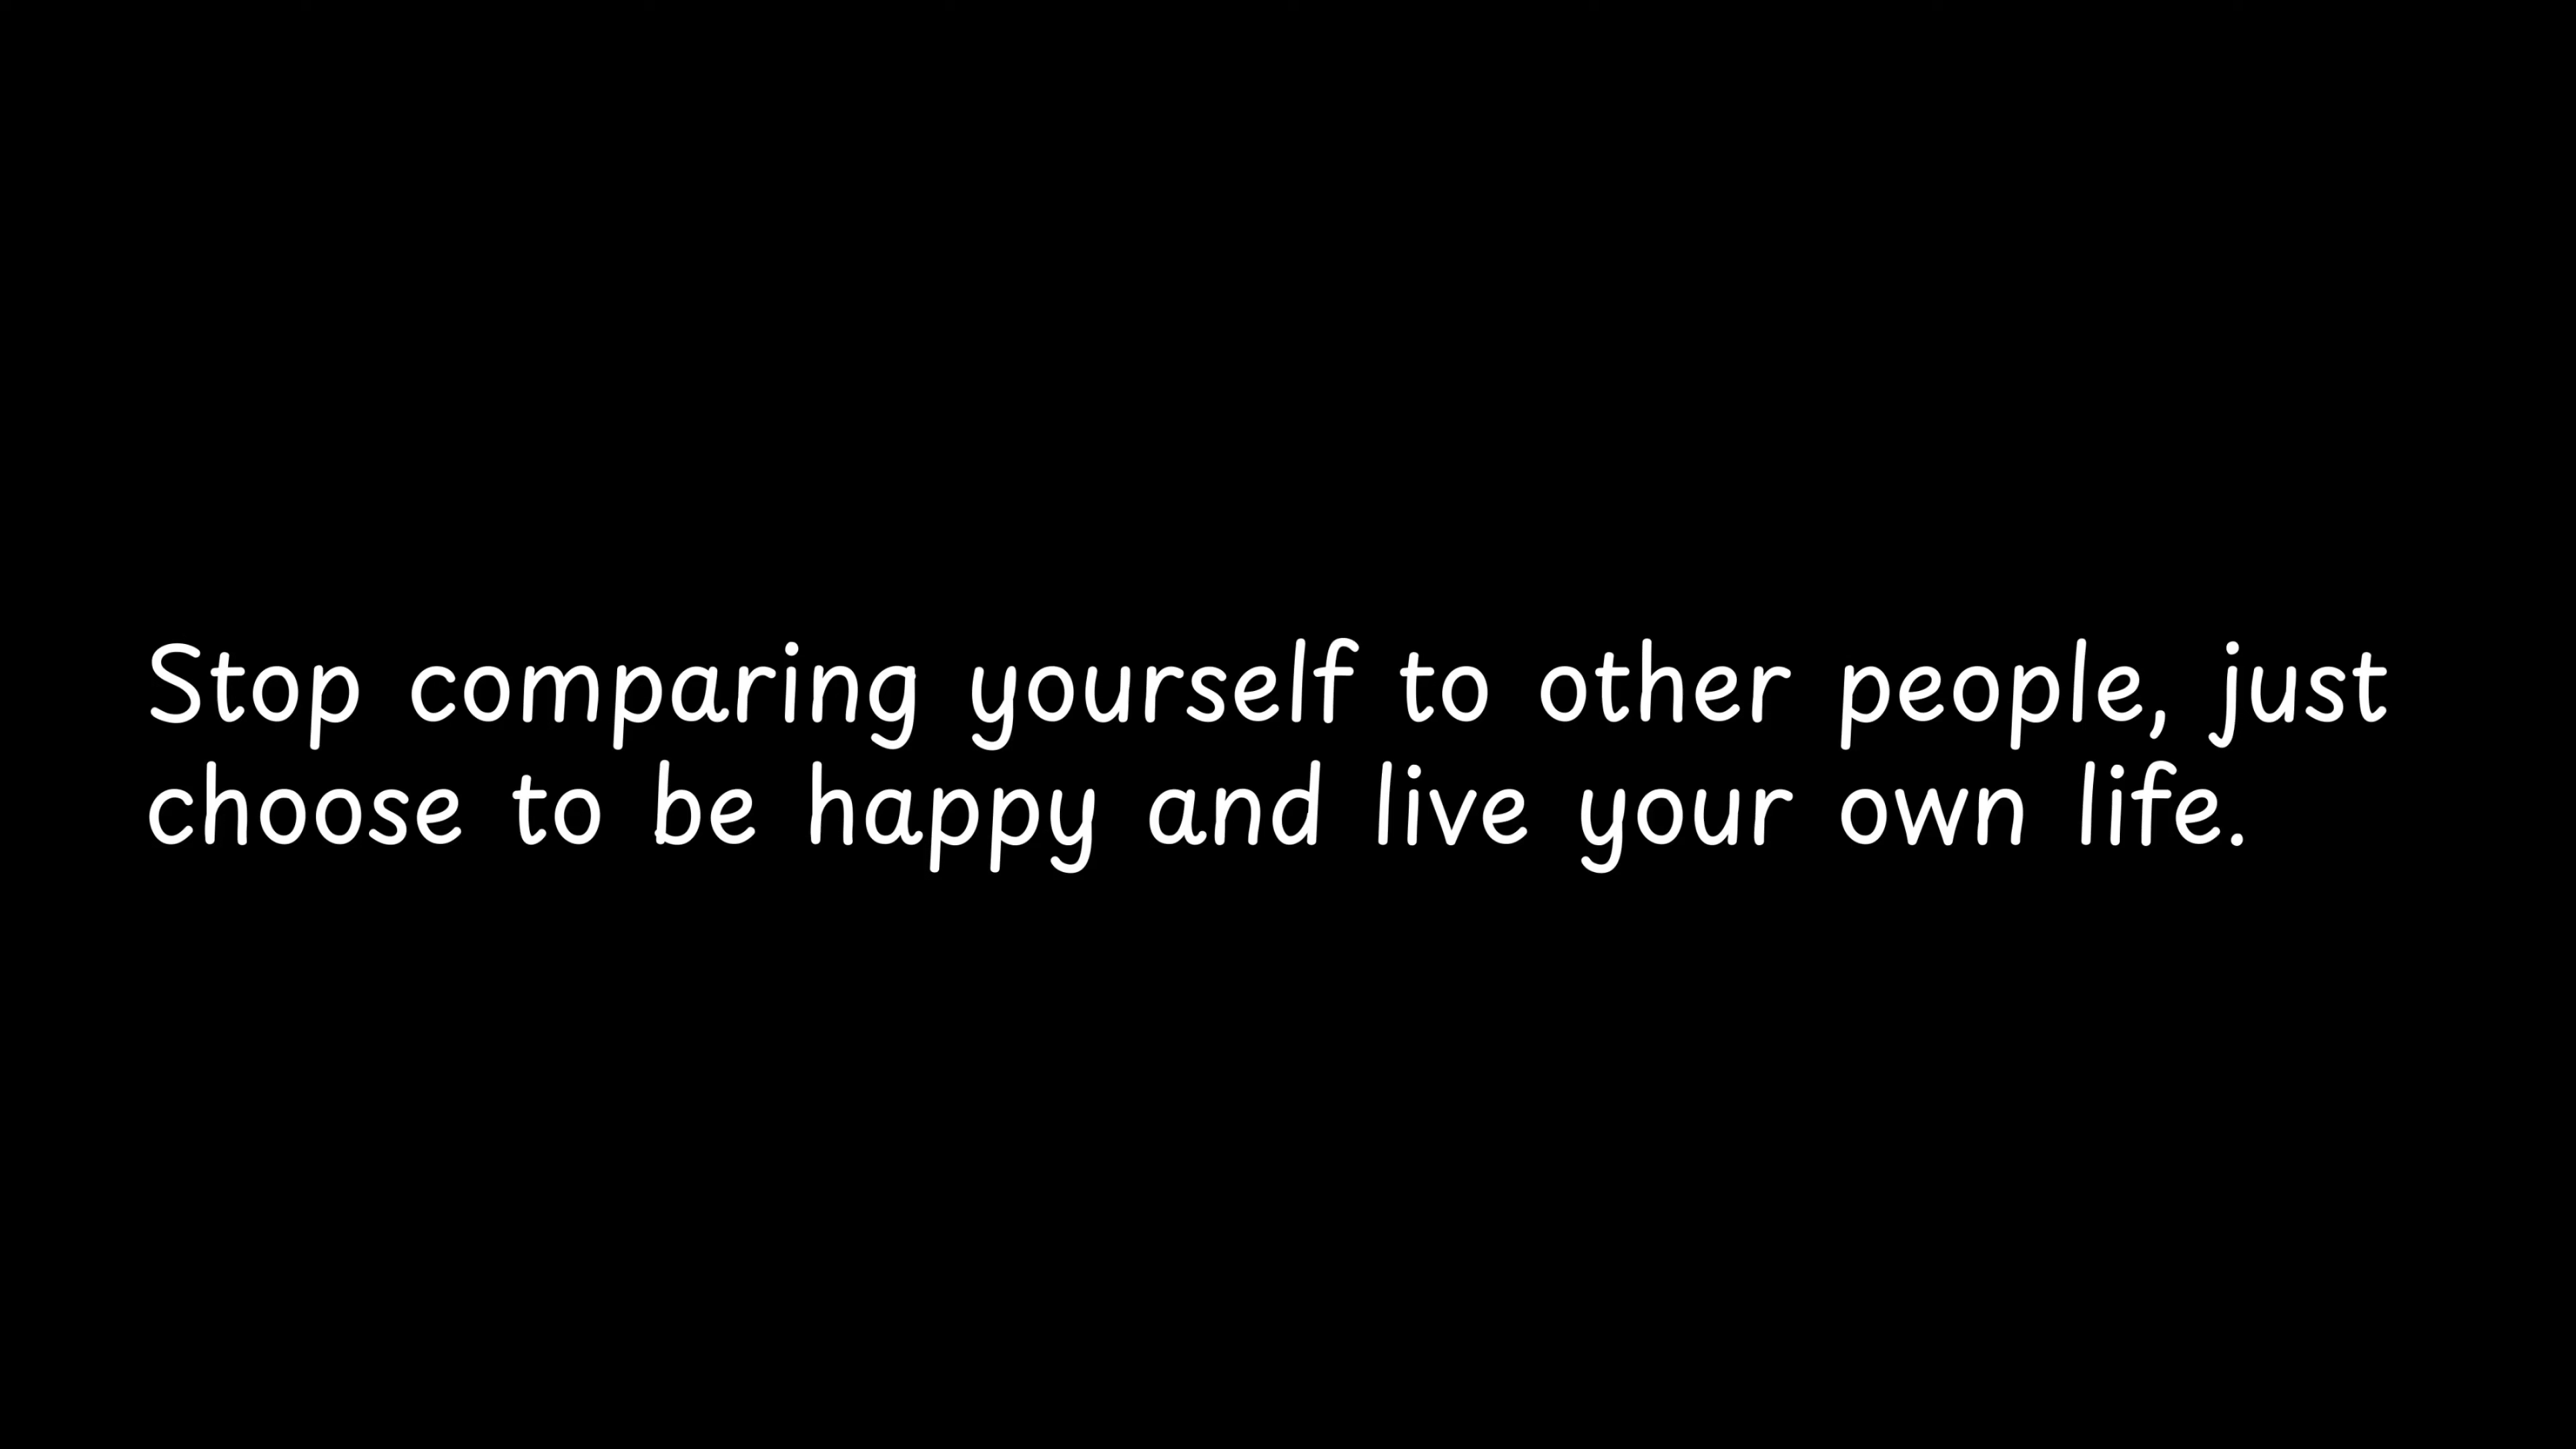 Stop comparing yourself to other people, just
choose to be happy and live your own life.